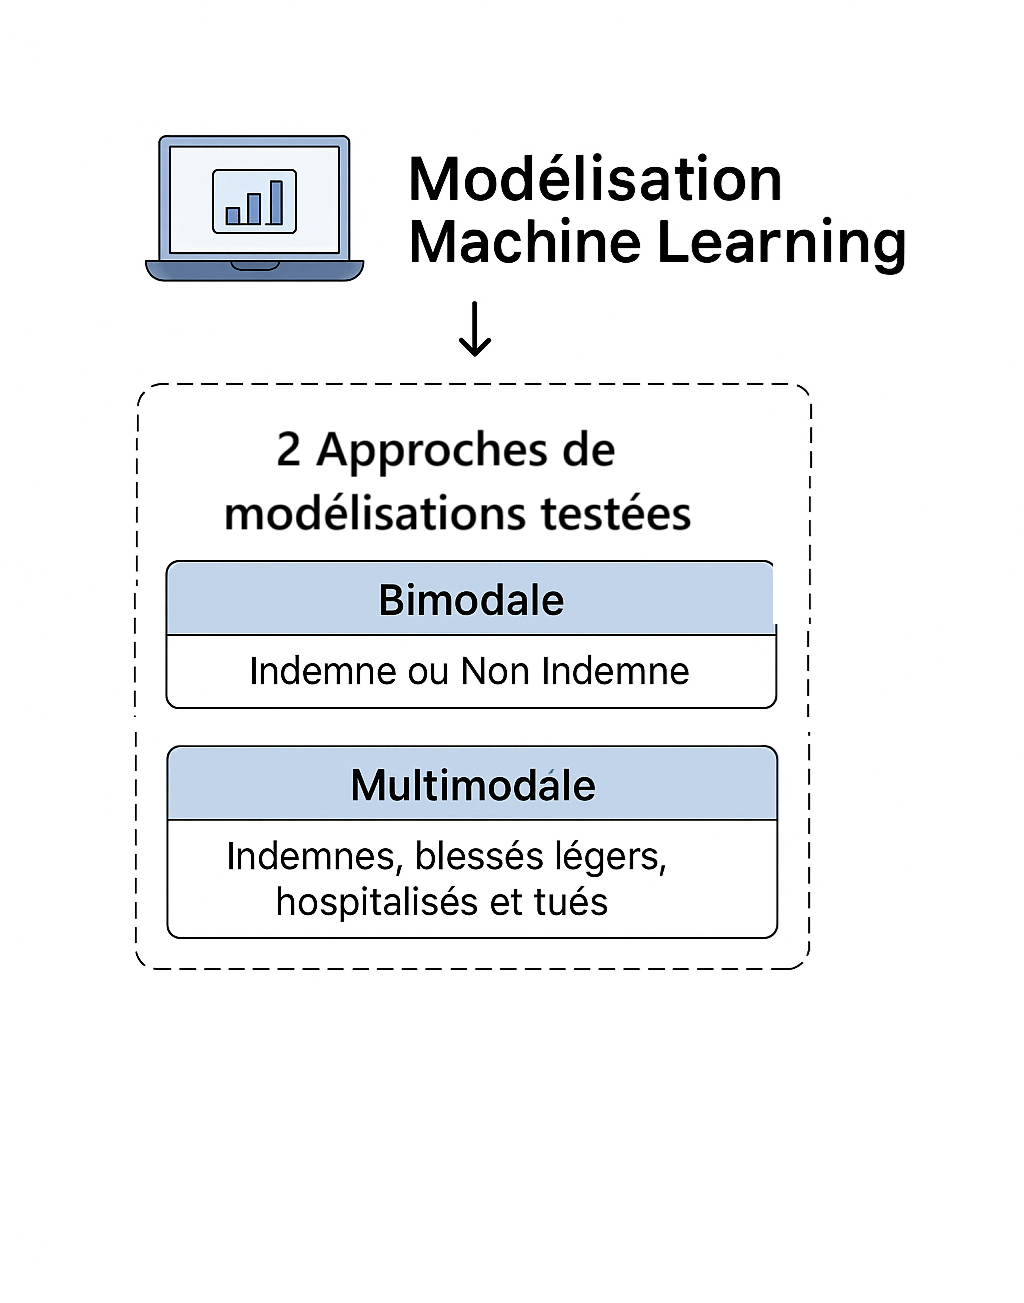 Modélisation
Machine Learning
2 Approches de
modélisations testées
Bimodale
Indemne ou Non Indemne
Multimodale
Indemnes, blessés légers,
hospitalisés et tués